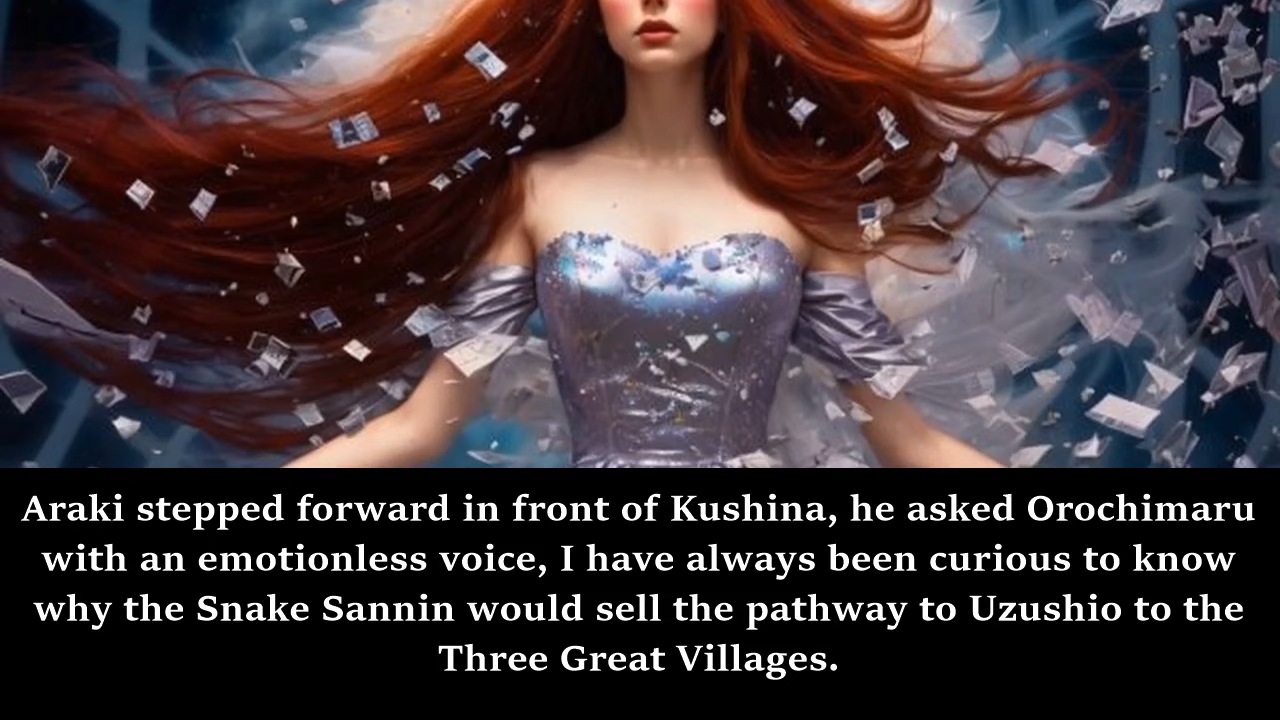 Araki stepped forward in front of Kushina, he asked Orochimaru
with an emotionless voice, I have always been curious to know
why the Snake Sannin would sell the pathway to Uzushio to the
Three Great Villages.